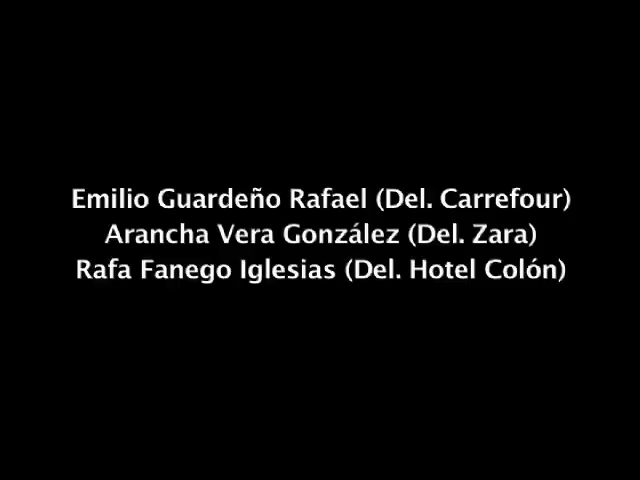 Emilio Guardeño Rafael (Del. Carrefour)
Arancha Vera González (Del. Zara)
Rafa Fanego Iglesias (Del. Hotel Colón)